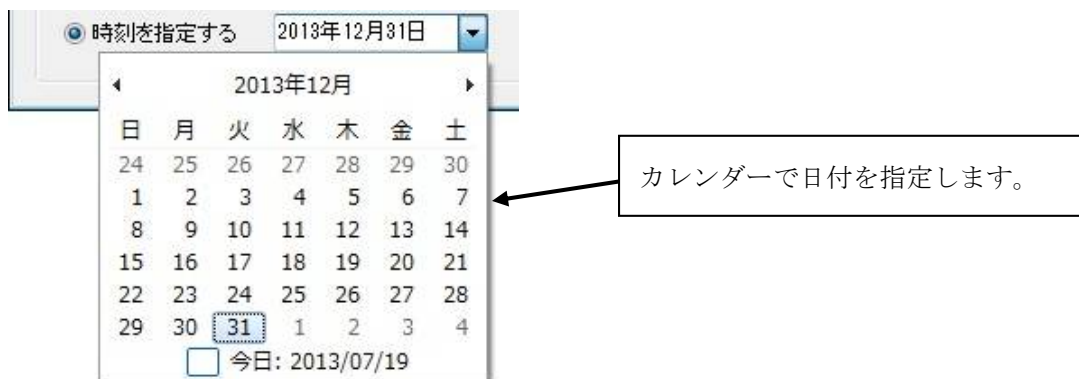 時刻を指定する 2013年12月31日
2013年12月
日 月 火 水 木 金 土
24 25 26 27 28 29 30
1 2 3 4 5 6 7
カレンダーで日付を指定します。
8 9 10 11 12 13 14
15 16 17 18 19 20 21
22 23 24 25 26 27 28
29 30 31 1 2 3 4
今日: 2013/07/19